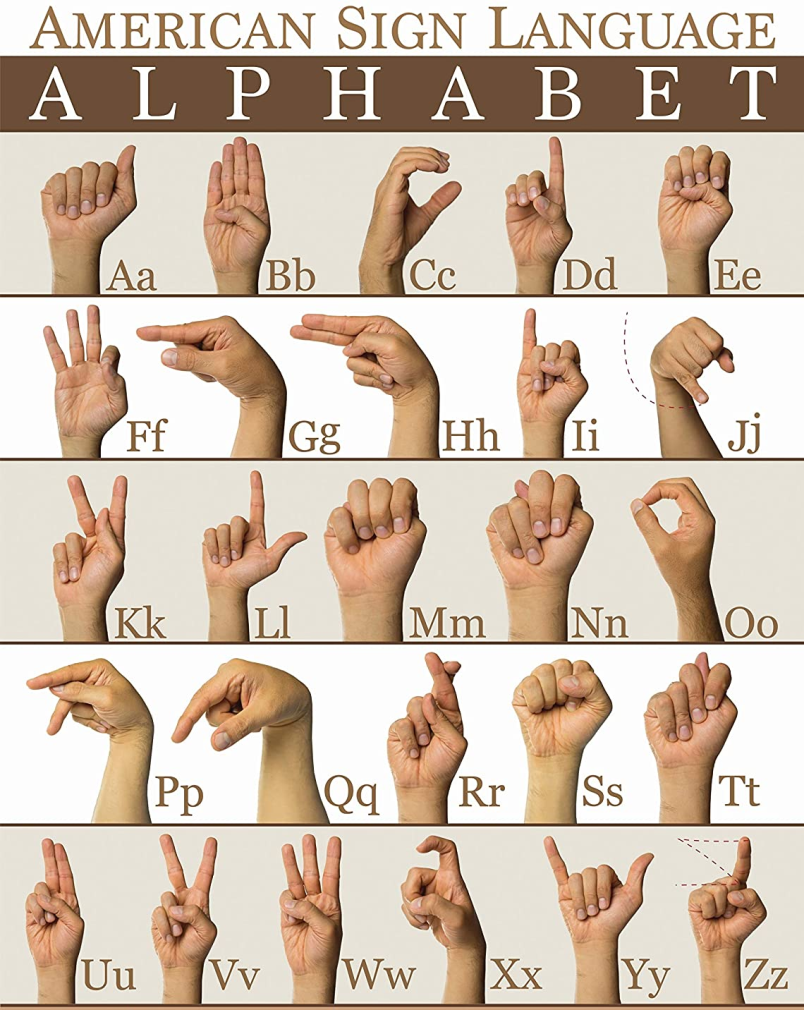 AMERICAN SIGN LANGUAGE
ALPHABET
Aa Bb Cc Dd Ee
Ff Gg Hh Ii Jj
Kk Ll Mm Nn Oo
Pp Qq Rr Ss Tt
Uu Vv Ww Xx Yy Zz